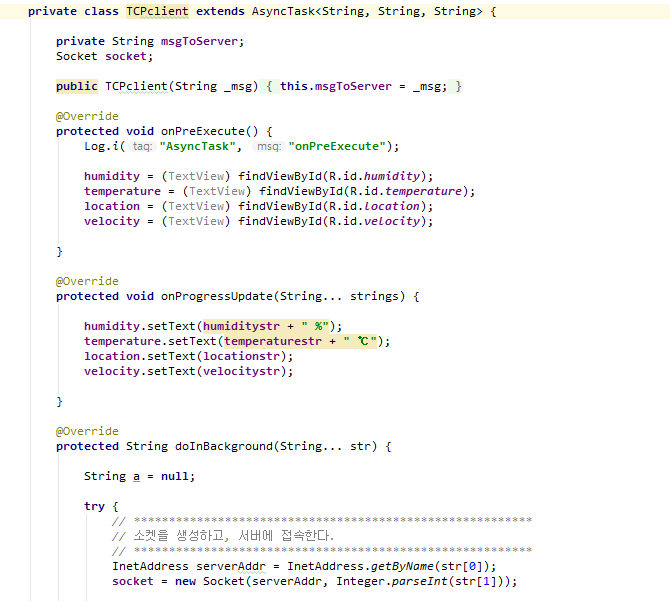 private class TCPclient extends AsyncTask<String, String, String> {
private String msgToServer;
Socket socket;
public TCPclient(String _msg) { this.msgToServer = _msg; }
@Override
protected void onPreExecute() {
Log.i( tag: "AsyncTask", msg: "onPreExecute");
humidity = (TextView) findViewById(R.id.humidity);
temperature = (TextView) findViewById(R.id.temperature);
location = (TextView) findViewById(R.id.location);
velocity = (TextView) findViewById(R.id.velocity);
}
@Override
protected void onProgressUpdate(String... strings) {
humidity.setText(humiditystr + " %");
temperature.setText(temperaturestr + " ℃");
location.setText(locationstr);
velocity.setText(velocitystr);
}
@Override
protected String doInBackground(String... str) {
String a = null;
try {
// *********************************************************
// 소켓을 생성하고, 서버에 접속한다.
// *********************************************************
InetAddress serverAddr = InetAddress.getByName(str[0]);
socket = new Socket(serverAddr, Integer.parseInt(str[1]));